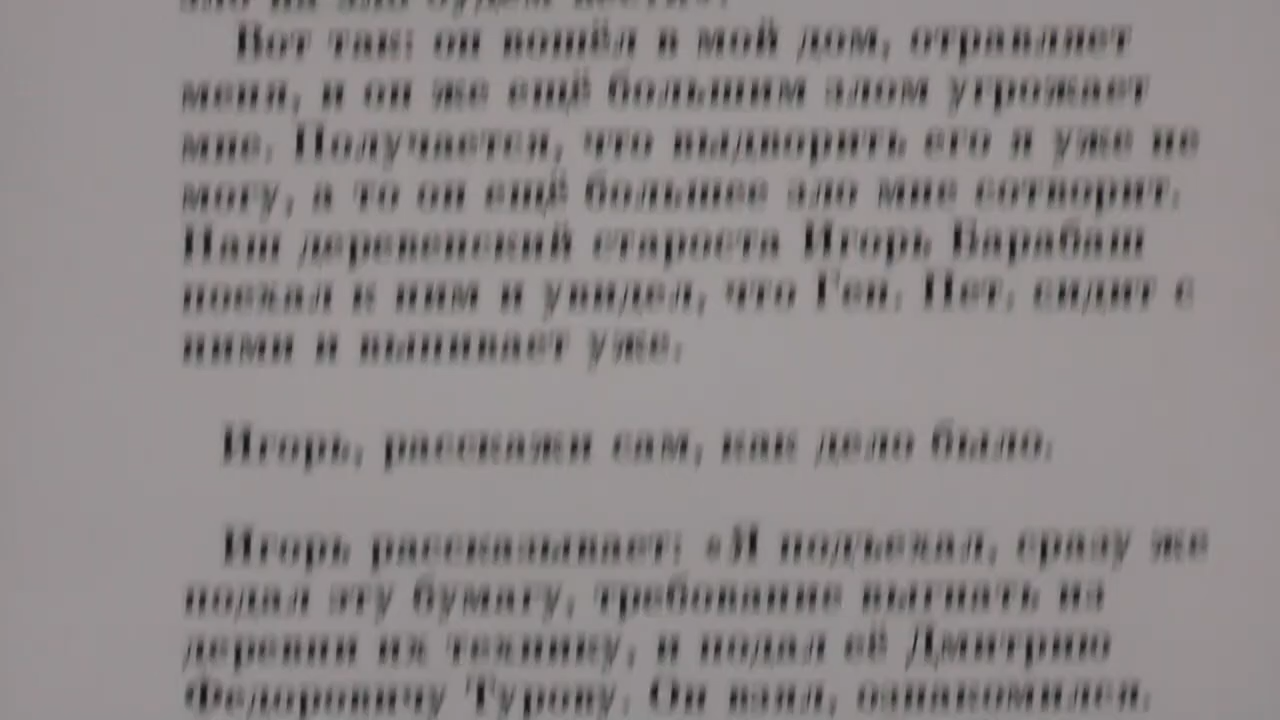 Вот так: он вошёл в мой дом, отравляет
меня, и он же ещё большим злом угрожает
мне. Получается, что выдворить его я уже не
могу, а то он ещё большее зло мне сотворит.
Наш деревенский староста Игорь Барабаш
поехал к ним и увидел, что Ген. Нет. сидит с
ними и выпивает уже.
Игорь, расскажи сам, как дело было.
Игорь рассказывает: «Я подъехал, сразу же
подал эту бумагу, требование выгнать из
деревни их технику, и подал её Дмитрию
Федоровичу Турову. Он взял, ознакомился.